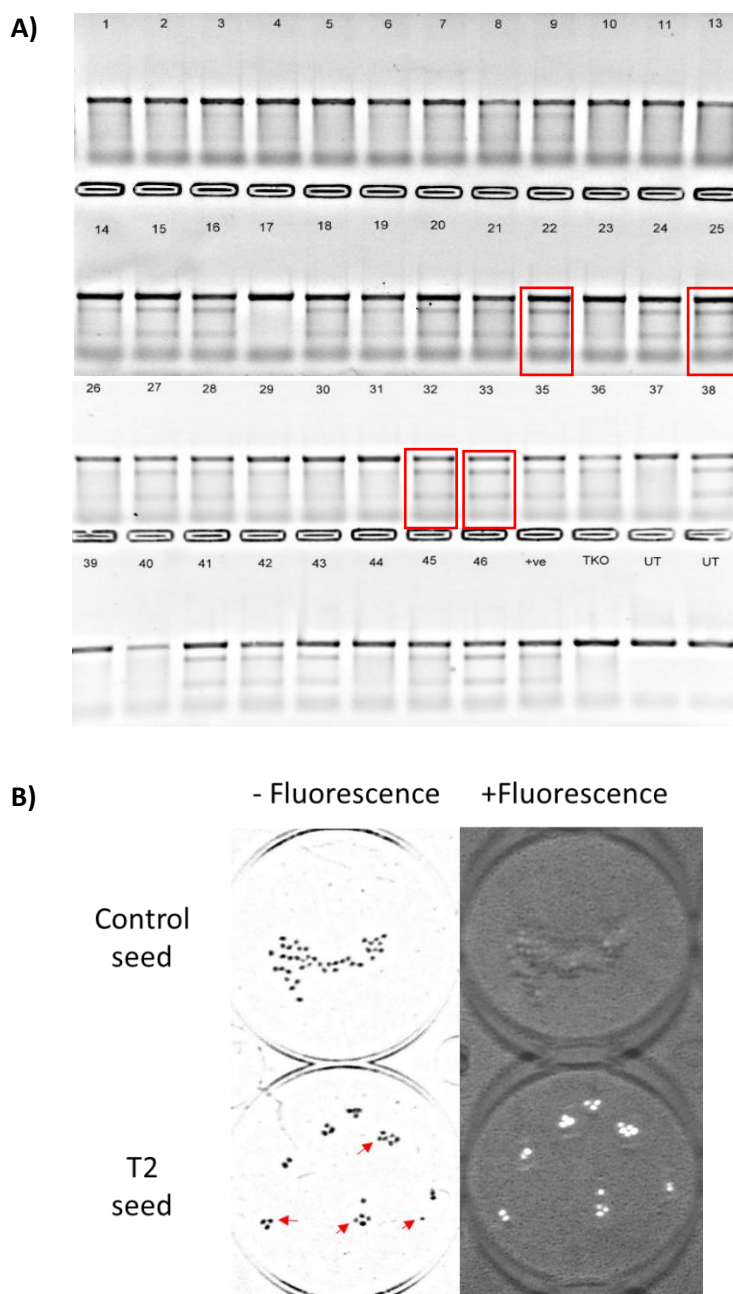 A)
1 2 3 4 5 6 7 8 9 10 11 13
14 15 16 17 18 19 20 21 22 23 24 25
26 27 28 29 30 31 32 33 35 36 37 38
39 40 41 42 43 44 45 46 +ve TKO UT UT
B)
- Fluorescence +Fluorescence
Control
seed
T2
seed